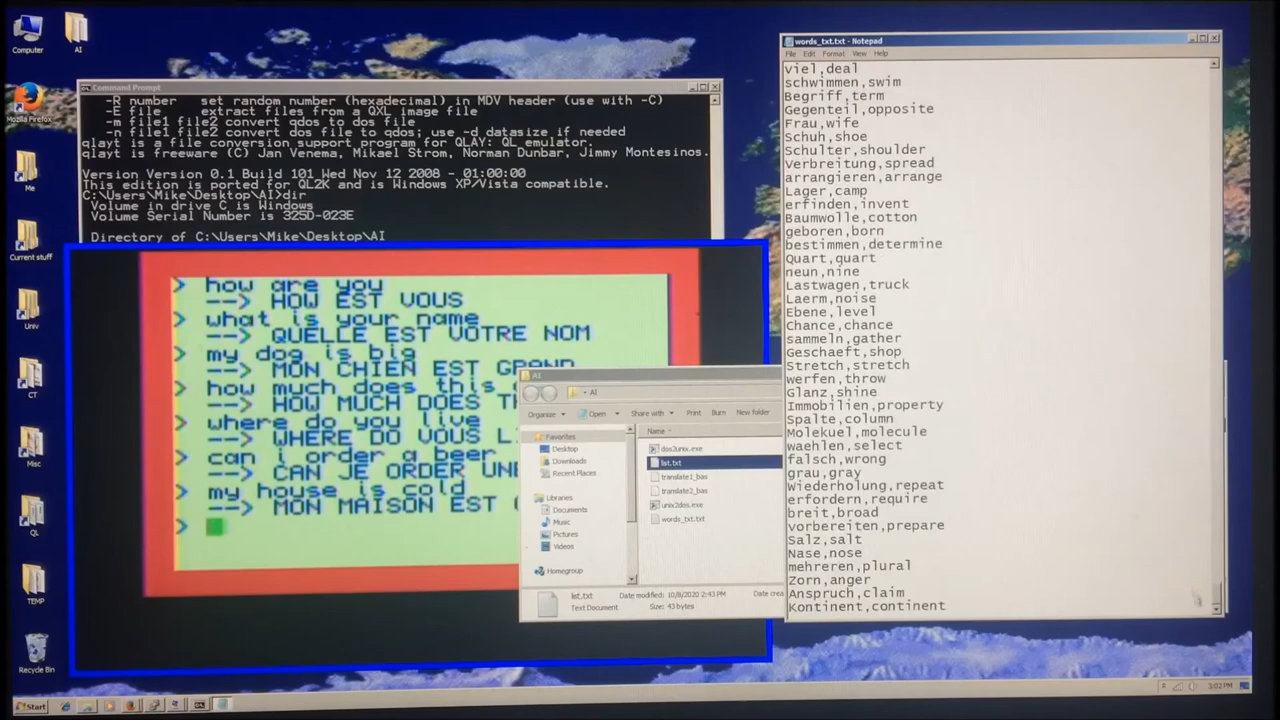 Computer
AI
Mozilla Firefox
Me
Current stuff
Univ
CT
Misc
QL
TEMP
Recycle Bin
Command Prompt
-R number set random number (hexadecimal) in MDV header (use with -C)
-E file extract files from a QXL image file
-m file1 file2 convert qdos to dos file
-n file1 file2 convert dos file to qdos; use -d datasize if needed
qlayt is a file conversion support program for QLAY: QL emulator.
qlayt is freeware (C) Jan Venema, Mikael Strom, Norman Dunbar, Jimmy Montesinos.
Version Version 0.1 Build 101 Wed Nov 12 2008 - 01:00:00
This edition is ported for QL2K and is Windows XP/Vista compatible.
C:\Users\Mike\Desktop\AI>dir
Volume in drive C is Windows
Volume Serial Number is 325D-023E
Directory of C:\Users\Mike\Desktop\AI
> how are you
--> HOW EST VOUS
> what is your name
--> QUELLE EST VOTRE NOM
> my dog is big
--> MON CHIEN EST GRAND
> how much does this
--> HOW MUCH DOES
> where do you live
--> WHERE DO VOUS
> can i order a beer
--> CAN JE ORDER UNE
> my house is cold
--> MON MAISON EST
>
AI
AI
Organize Open Share with Print Burn New folder
Favorites
Desktop
Downloads
Recent Places
Libraries
Documents
Music
Pictures
Videos
Homegroup
Name
dos2unix.exe
list.txt
translate1_bas
translate2_bas
unix2dos.exe
words_txt.txt
list.txt Date modified: 10/8/2020 2:43 PM Date crea
Text Document Size: 43 bytes
words_txt.txt - Notepad
File Edit Format View Help
viel,deal
schwimmen,swim
Begriff,term
Gegenteil,opposite
Frau,wife
Schuh,shoe
Schulter,shoulder
Verbreitung,spread
arrangieren,arrange
Lager,camp
erfinden,invent
Baumwolle,cotton
geboren,born
bestimmen,determine
Quart,quart
neun,nine
Lastwagen,truck
Laerm,noise
Ebene,level
Chance,chance
sammeln,gather
Geschaeft,shop
Stretch,stretch
werfen,throw
Glanz,shine
Immobilien,property
Spalte,column
Molekuel,molecule
waehlen,select
falsch,wrong
grau,gray
Wiederholung,repeat
erfordern,require
breit,broad
vorbereiten,prepare
Salz,salt
Nase,nose
mehreren,plural
Zorn,anger
Anspruch,claim
Kontinent,continent
Start
3:02 PM